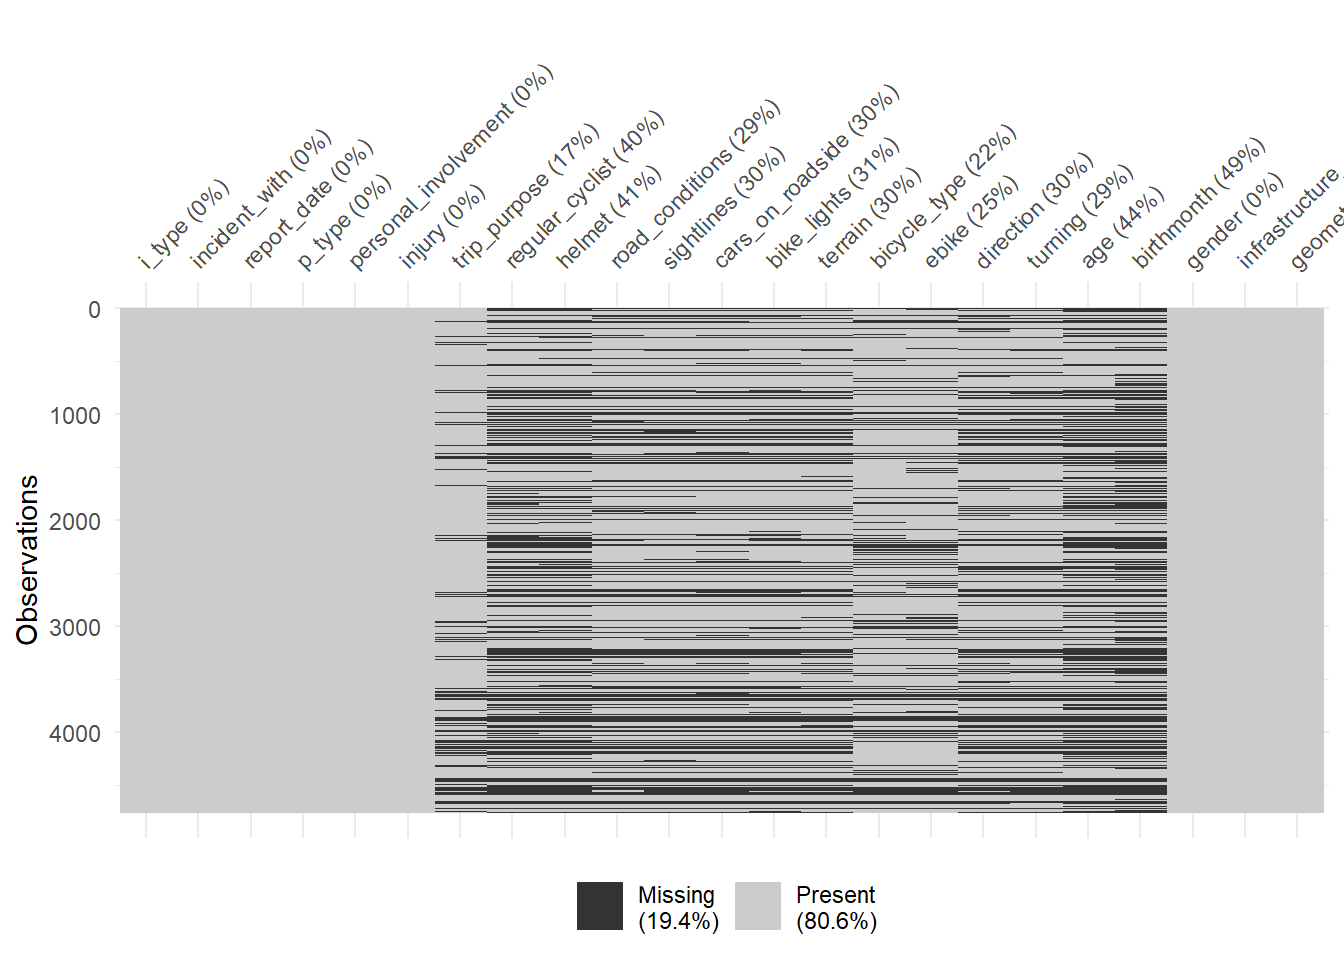 i_type (0%)
incident_with (0%)
report_date (0%)
p_type (0%)
personal_involvement (0%)
injury (0%)
trip_purpose (17%)
regular_cyclist (40%)
helmet (41%)
road_conditions (29%)
sightlines (30%)
cars_on_roadside (30%)
bike_lights (31%)
terrain (30%)
bicycle_type (22%)
ebike (25%)
direction (30%)
turning (29%)
age (44%)
birthmonth (49%)
gender (0%)
infrastructure_
geomet
0
1000
2000
3000
4000
Observations
Missing
(19.4%)
Present
(80.6%)